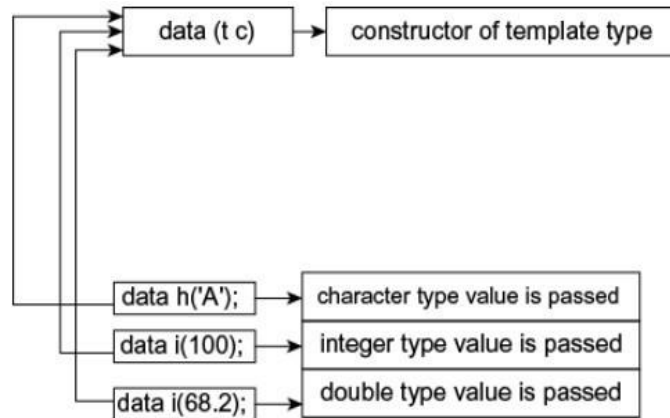 data (t c)
constructor of template type
data h('A');
character type value is passed
data i(100);
integer type value is passed
data i(68.2);
double type value is passed